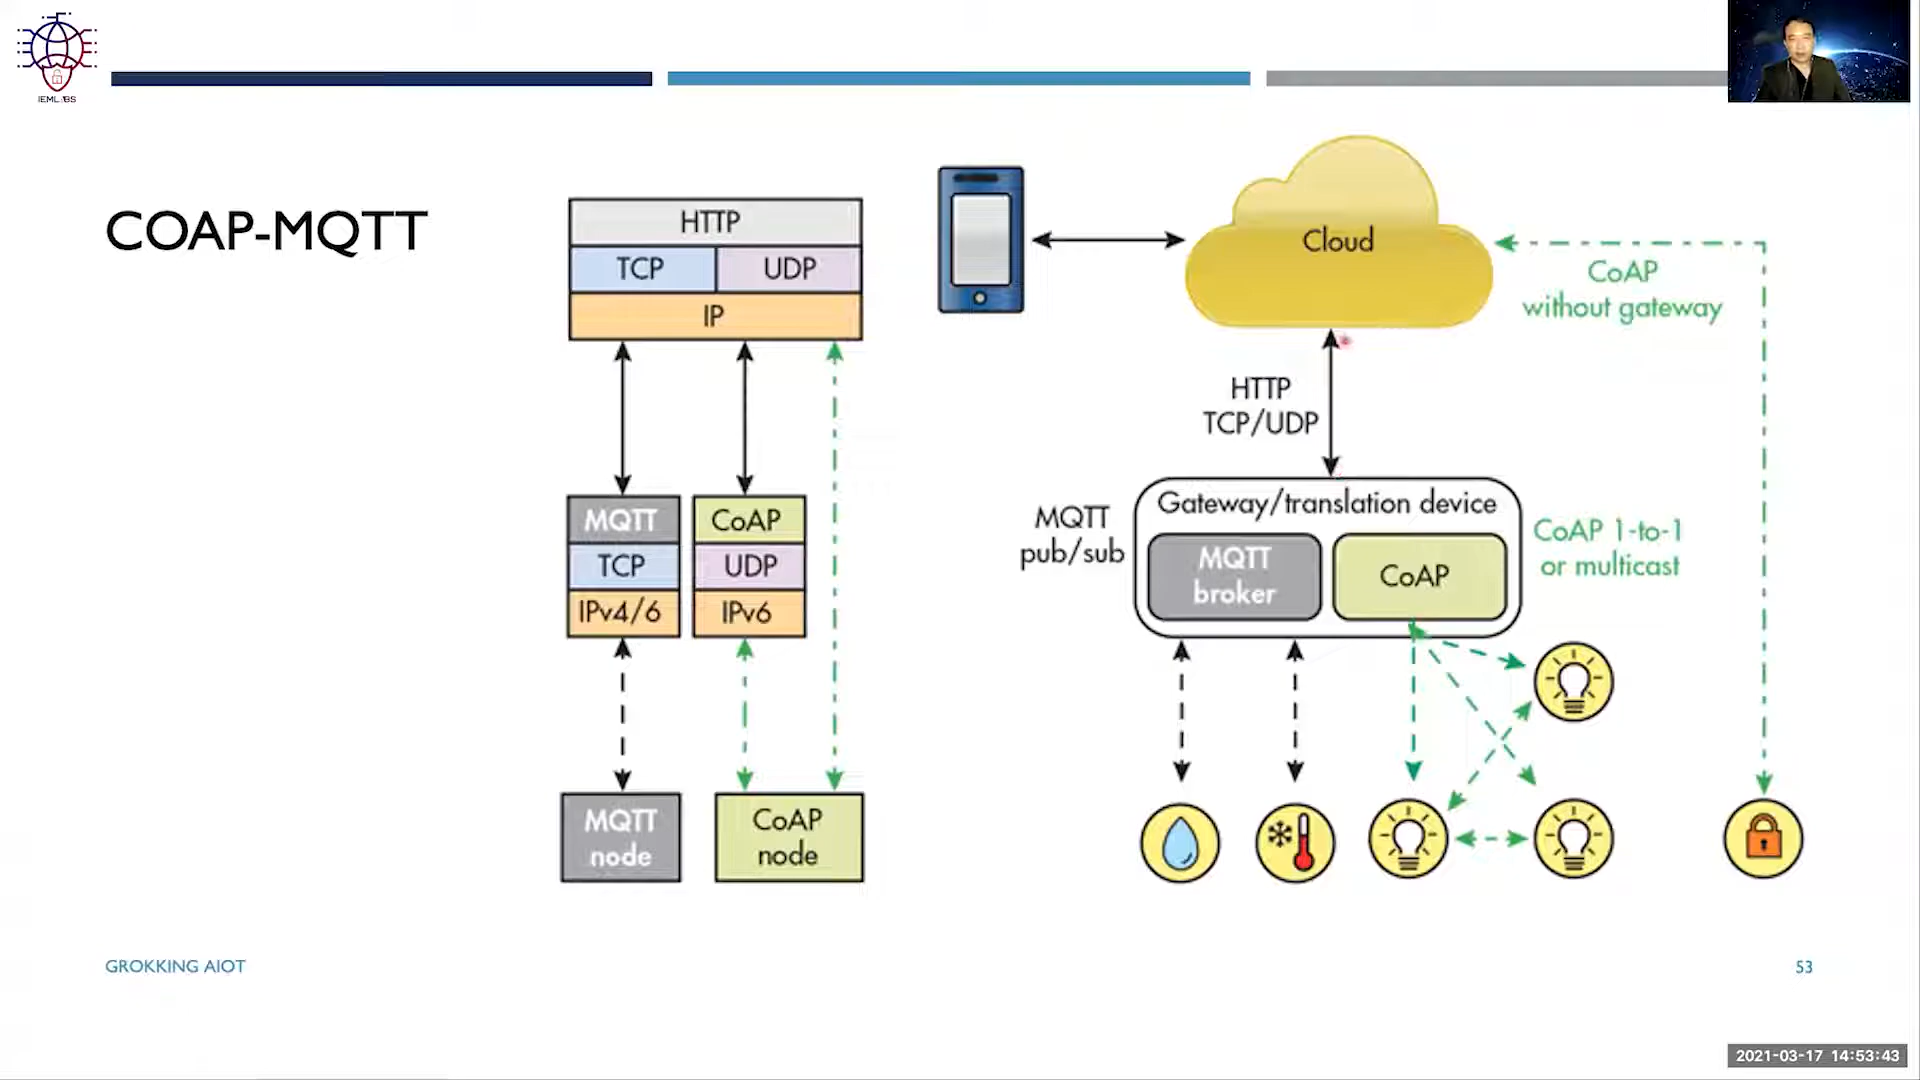 IEMLABS
COAP-MQTT
HTTP
TCP
UDP
IP
MQTT
TCP
IPv4/6
CoAP
UDP
IPv6
MQTT
node
CoAP
node
Cloud
CoAP
without gateway
HTTP
TCP/UDP
MQTT
pub/sub
Gateway/translation device
MQTT
broker
CoAP
CoAP 1-to-1
or multicast
GROKKING AIOT
53
2021-03-17 14:53:43